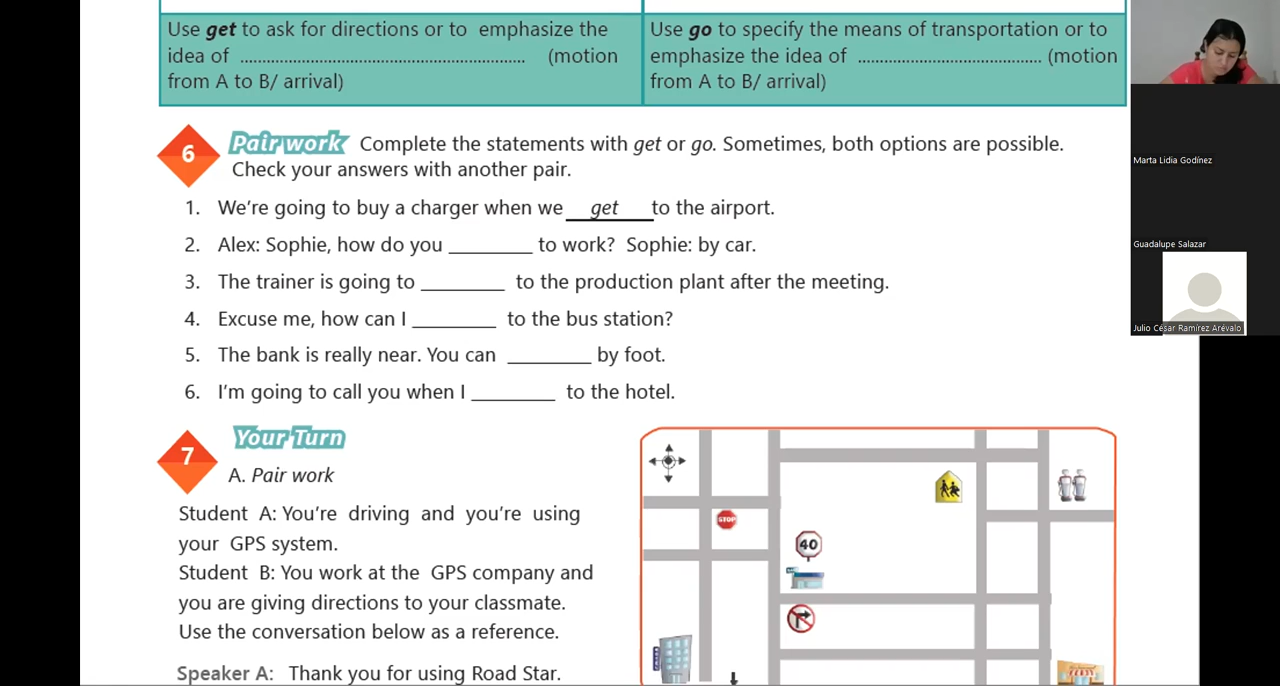 Use get to ask for directions or to emphasize the
idea of ........................................................ (motion
from A to B/ arrival)
Use go to specify the means of transportation or to
emphasize the idea of .......................................... (motion
from A to B/ arrival)
6 Pair work Complete the statements with get or go. Sometimes, both options are possible.
Check your answers with another pair.
1. We're going to buy a charger when we get to the airport.
2. Alex: Sophie, how do you ________ to work? Sophie: by car.
3. The trainer is going to ________ to the production plant after the meeting.
4. Excuse me, how can I ________ to the bus station?
5. The bank is really near. You can ________ by foot.
6. I'm going to call you when I ________ to the hotel.
7 Your Turn
A. Pair work
Student A: You're driving and you're using
your GPS system.
Student B: You work at the GPS company and
you are giving directions to your classmate.
Use the conversation below as a reference.
Speaker A: Thank you for using Road Star.
STOP
40
Marta Lidia Godínez
Guadalupe Salazar
Julio César Ramírez Arévalo